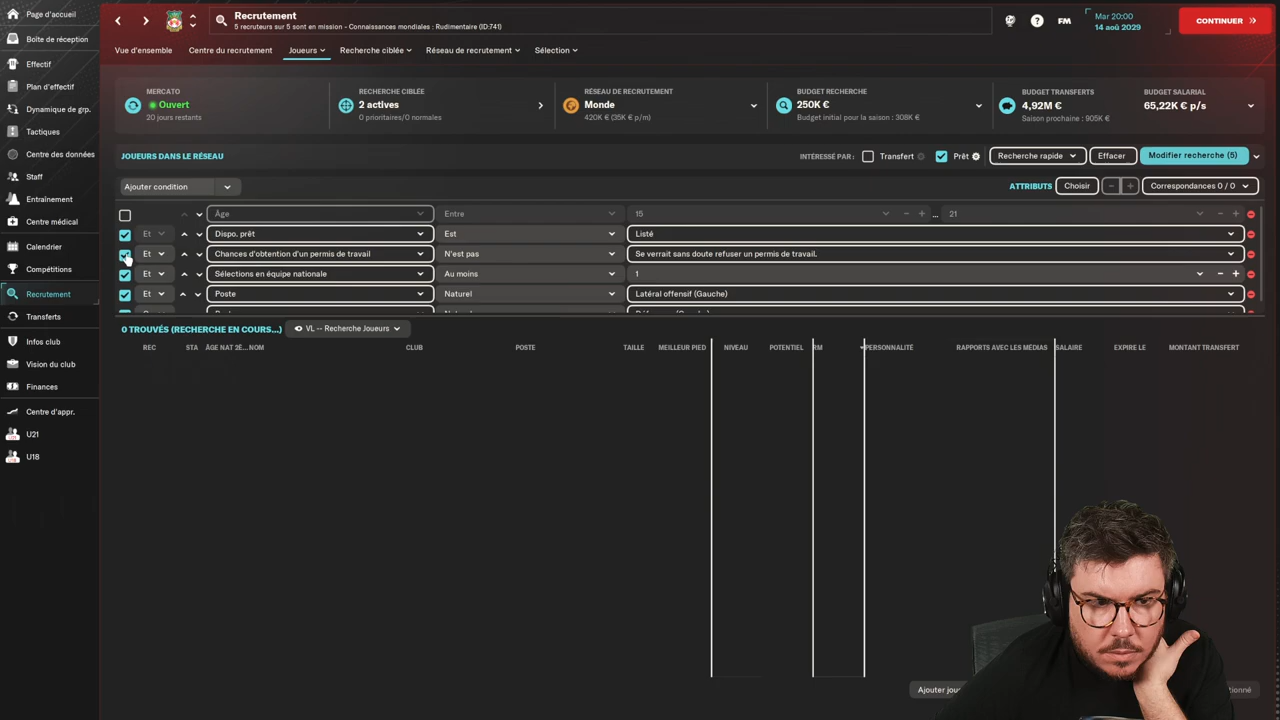 Page d'accueil
Boîte de réception
Effectif
Plan d'effectif
Dynamique de grp.
Tactiques
Centre des données
Staff
Entraînement
Centre médical
Calendrier
Compétitions
Recrutement
Transferts
Infos club
Vision du club
Finances
Centre d'appr.
U21
U18
Recrutement
5 recruteurs sur 5 sont en mission - Connaissances mondiales : Rudimentaire (ID:741)
FM
Mar 20:00
14 aoû 2029
CONTINUER
Vue d'ensemble
Centre du recrutement
Joueurs
Recherche ciblée
Réseau de recrutement
Sélection
MERCATO
Ouvert
20 jours restants
RECHERCHE CIBLÉE
2 actives
0 prioritaires/0 normales
RÉSEAU DE RECRUTEMENT
Monde
420K € (35K € p/m)
BUDGET RECHERCHE
250K €
Budget initial pour la saison : 308K €
BUDGET TRANSFERTS
4,92M €
Saison prochaine : 905K €
BUDGET SALARIAL
65,22K € p/s
JOUEURS DANS LE RÉSEAU
INTÉRESSÉ PAR : Transfert Prêt
Recherche rapide
Effacer
Modifier recherche (5)
Ajouter condition
ATTRIBUTS Choisir - + Correspondances 0 / 0
Âge Entre 15 - + ... 21 - +
Et Dispo. prêt Est Listé
Et Chances d'obtention d'un permis de travail N'est pas Se verrait sans doute refuser un permis de travail.
Et Sélections en équipe nationale Au moins 1 - +
Et Poste Naturel Latéral offensif (Gauche)
0 TROUVÉS (RECHERCHE EN COURS...) VL -- Recherche Joueurs
REC STA ÂGE NAT 2È... NOM CLUB POSTE TAILLE MEILLEUR PIED NIVEAU POTENTIEL RM PERSONNALITÉ RAPPORTS AVEC LES MÉDIAS SALAIRE EXPIRE LE MONTANT TRANSFERT
Ajouter